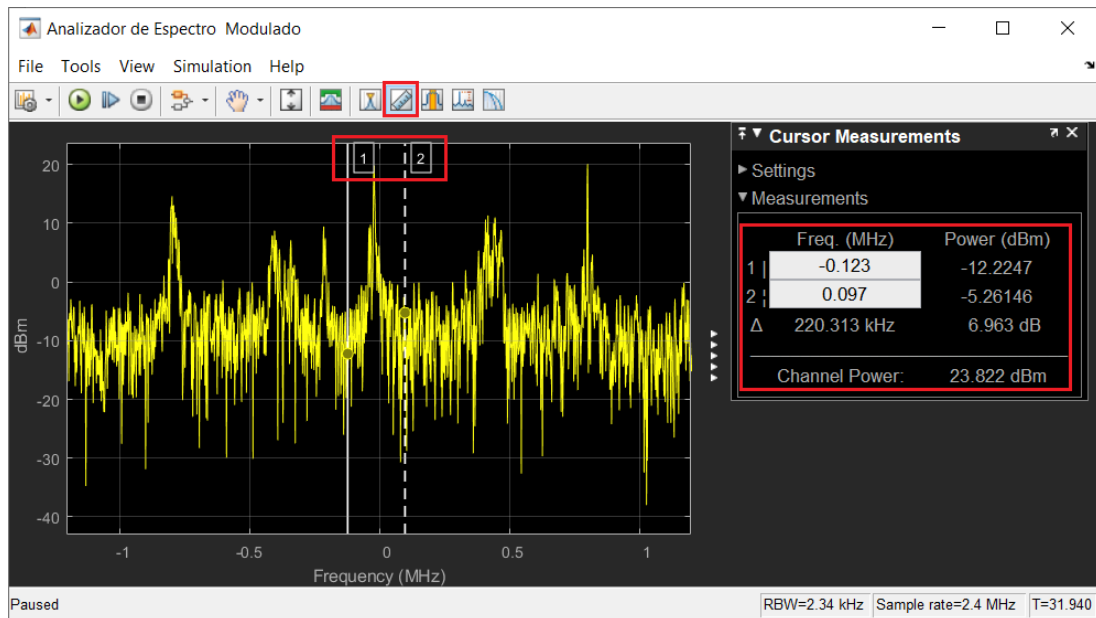 Analizador de Espectro Modulado
File Tools View Simulation Help
Cursor Measurements
Settings
Measurements
Freq. (MHz) Power (dBm)
1 | -0.123 -12.2247
2 ¦ 0.097 -5.26146
Δ 220.313 kHz 6.963 dB
Channel Power: 23.822 dBm
1 2
20
10
0
-10
-20
-30
-40
dBm
-1 -0.5 0 0.5 1
Frequency (MHz)
Paused RBW=2.34 kHz Sample rate=2.4 MHz T=31.940